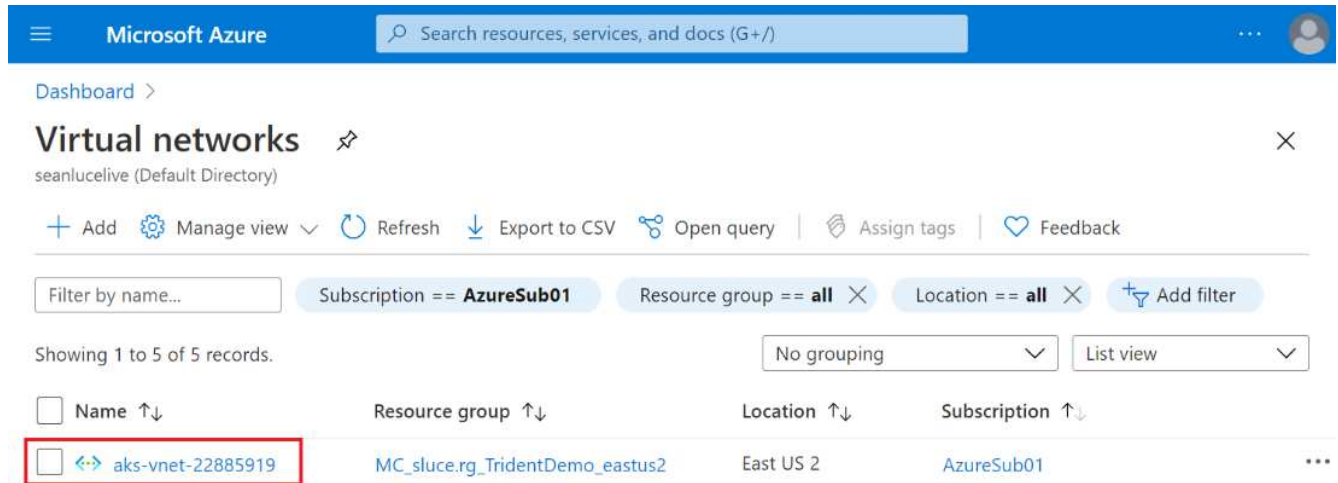 Microsoft Azure Search resources, services, and docs (G+/) ...
Dashboard >
Virtual networks
seanlucelive (Default Directory)
Add Manage view Refresh Export to CSV Open query Assign tags Feedback
Filter by name... Subscription == AzureSub01 Resource group == all Location == all Add filter
Showing 1 to 5 of 5 records. No grouping List view
Name ↑↓ Resource group ↑↓ Location ↑↓ Subscription ↑↓
aks-vnet-22885919 MC_sluce.rg_TridentDemo_eastus2 East US 2 AzureSub01 ...